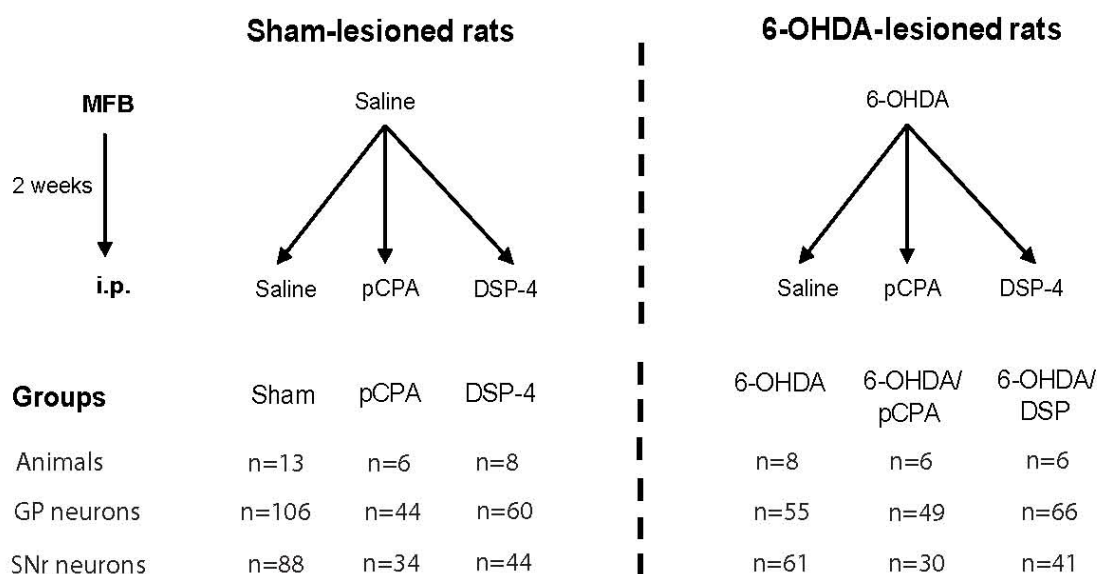 Sham-lesioned rats 6-OHDA-lesioned rats
MFB Saline 6-OHDA
2 weeks
i.p. Saline pCPA DSP-4 Saline pCPA DSP-4
Groups Sham pCPA DSP-4 6-OHDA 6-OHDA/ 6-OHDA/
pCPA DSP
Animals n=13 n=6 n=8 n=8 n=6 n=6
GP neurons n=106 n=44 n=60 n=55 n=49 n=66
SNr neurons n=88 n=34 n=44 n=61 n=30 n=41